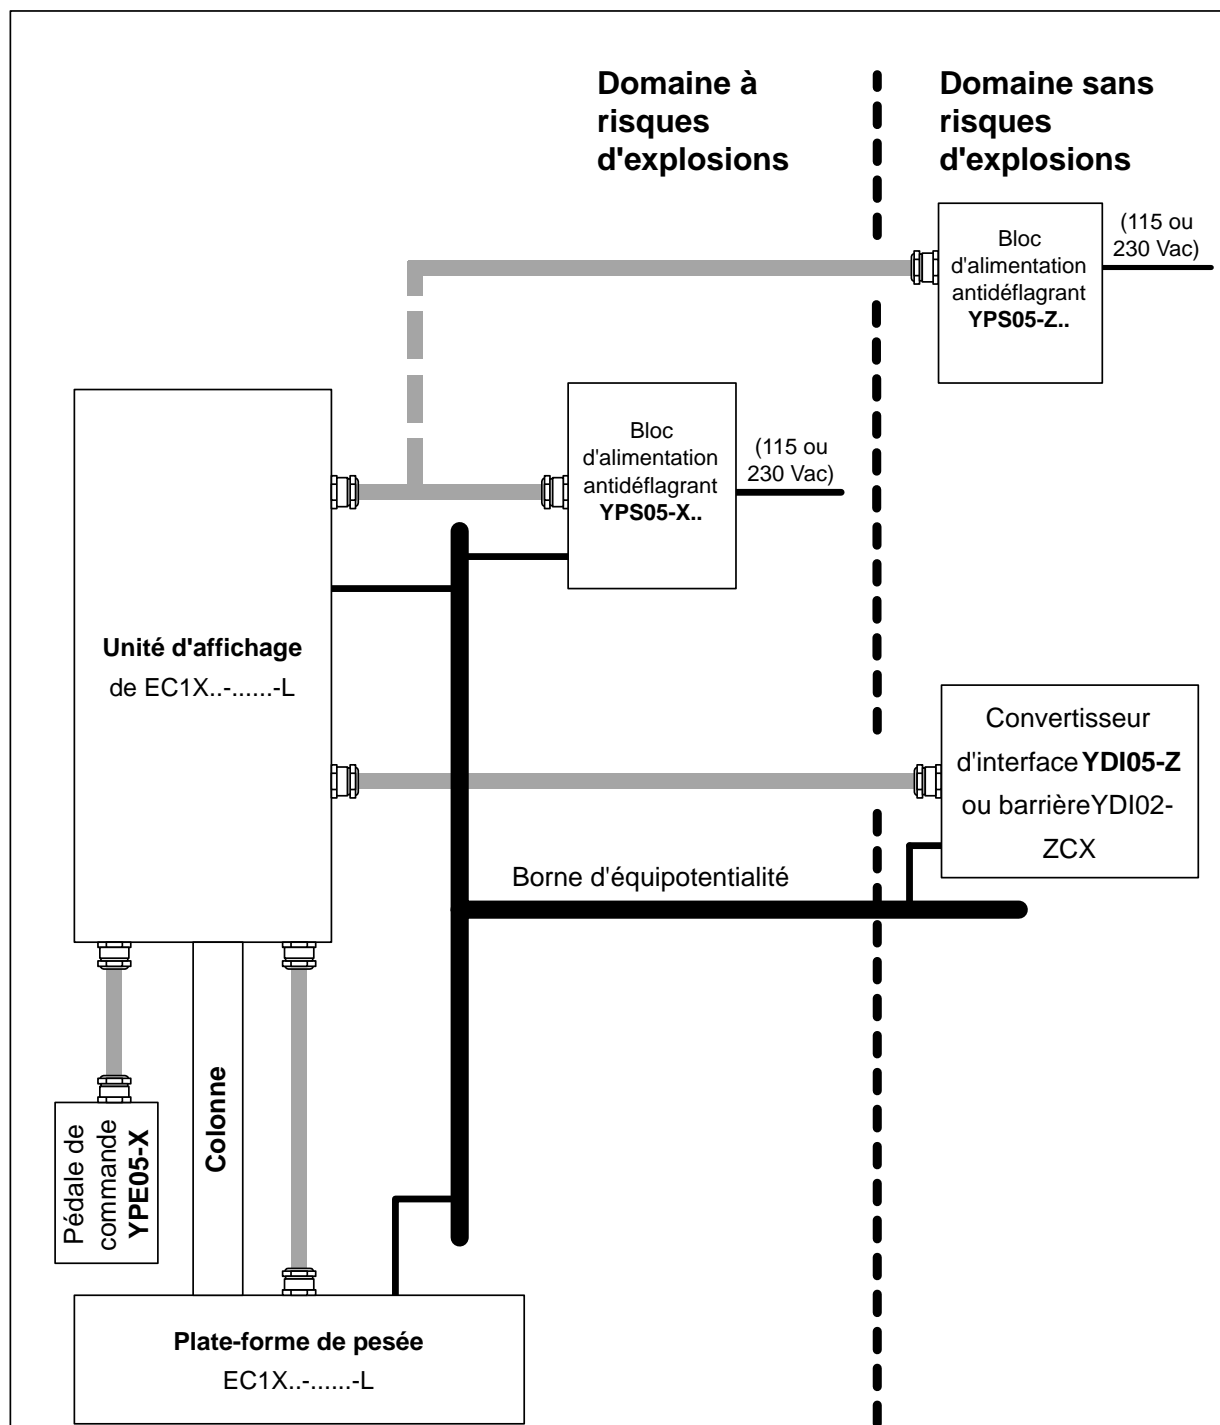 Domaine à
risques
d'explosions
Domaine sans
risques
d'explosions
Bloc
d'alimentation
antidéflagrant
YPS05-Z..
(115 ou
230 Vac)
Bloc
d'alimentation
antidéflagrant
YPS05-X..
(115 ou
230 Vac)
Unité d'affichage
de EC1X..-......-L
Convertisseur
d'interface YDI05-Z
ou barrièreYDI02-
ZCX
Borne d'équipotentialité
Pédale de
commande
YPE05-X
Colonne
Plate-forme de pesée
EC1X..-......-L